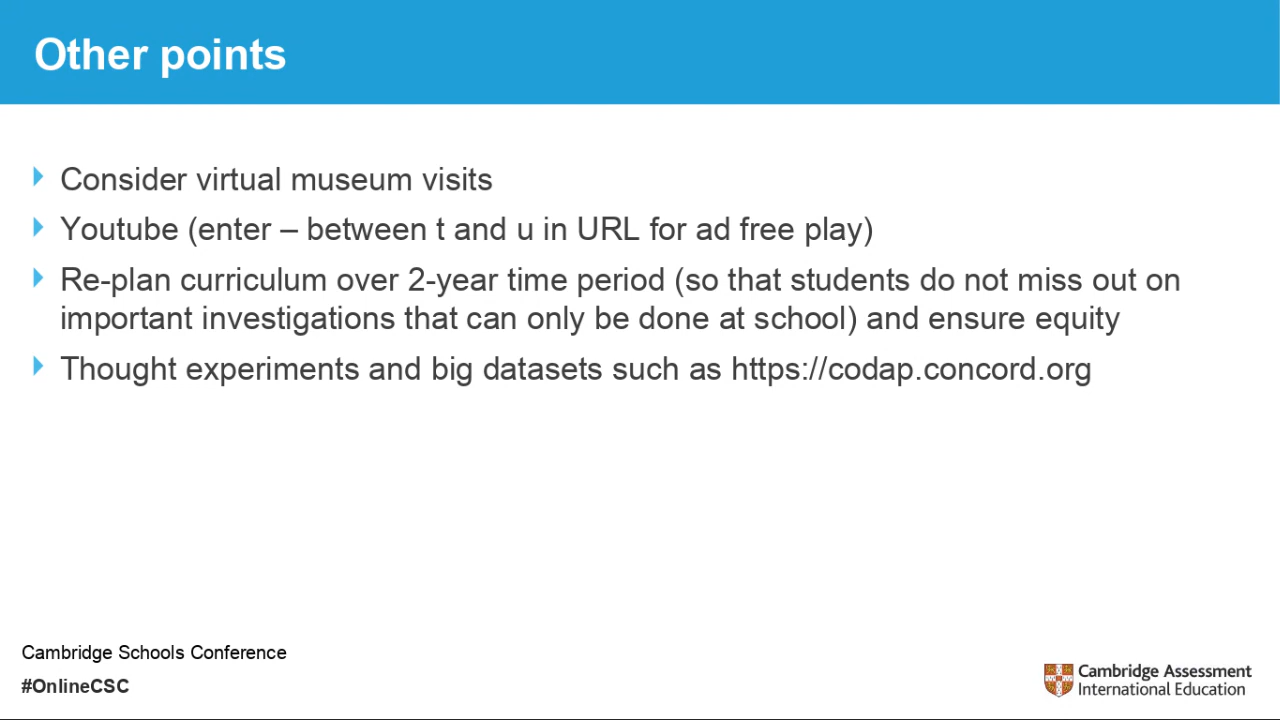 Other points
Consider virtual museum visits
Youtube (enter – between t and u in URL for ad free play)
Re-plan curriculum over 2-year time period (so that students do not miss out on
important investigations that can only be done at school) and ensure equity
Thought experiments and big datasets such as https://codap.concord.org
Cambridge Schools Conference
#OnlineCSC
Cambridge Assessment
International Education